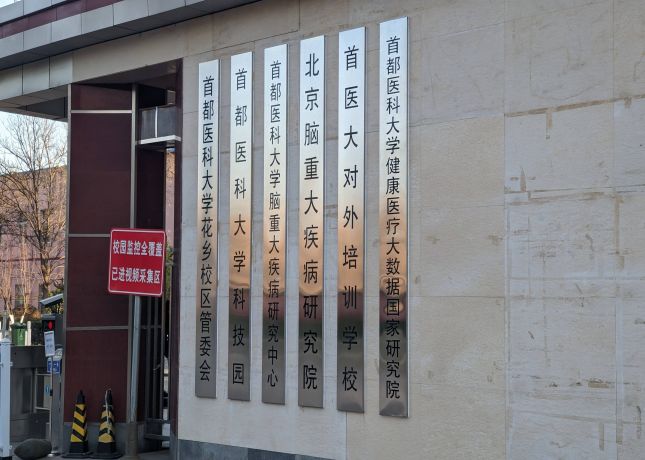 首都医科大学花乡校区管委会
首都医科大学科技园
首都医科大学脑重大疾病研究中心
北京脑重大疾病研究院
首医大对外培训学校
首都医科大学健康医疗大数据国家研究院
校园监控全覆盖
已进视频采集区